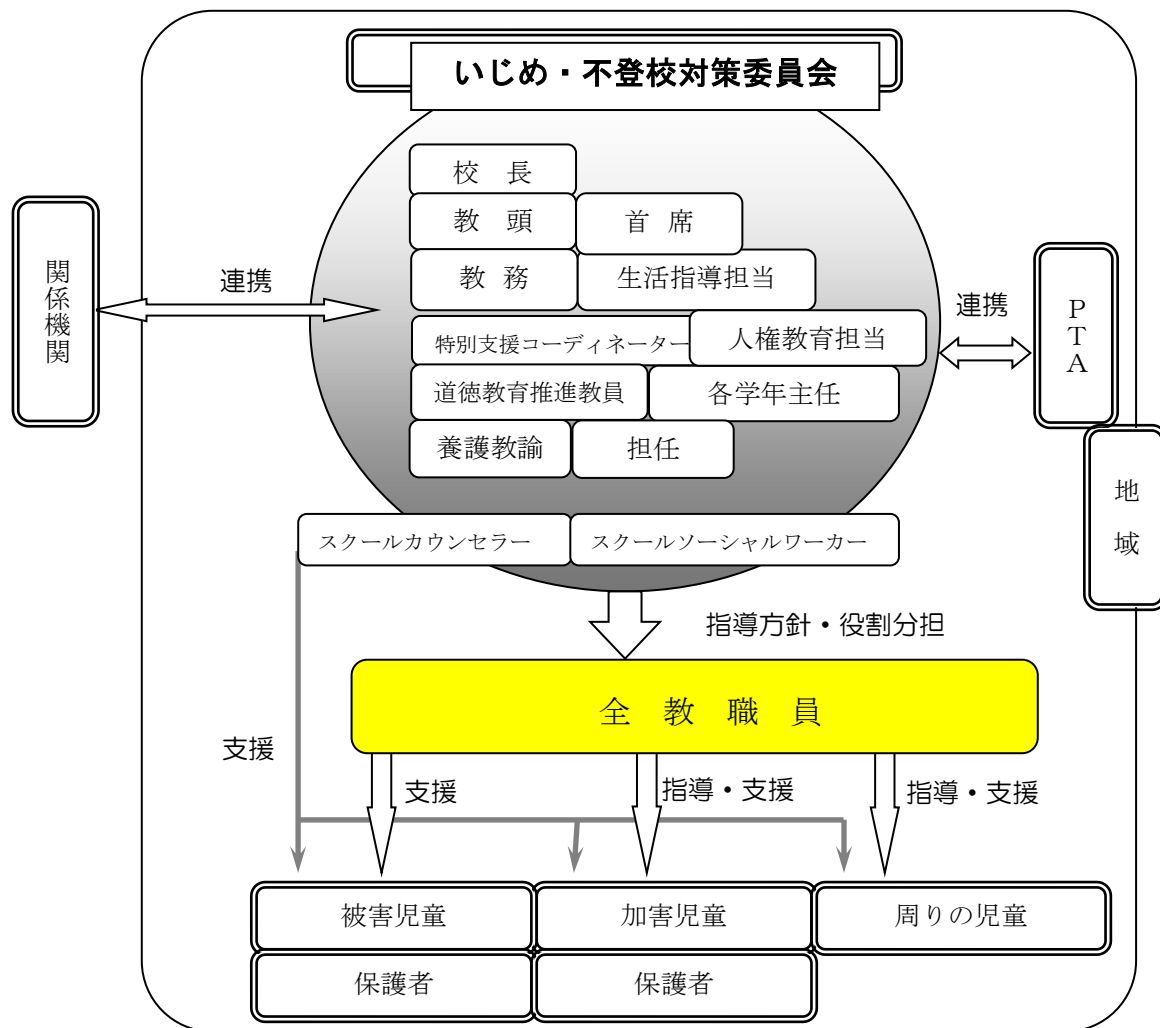 いじめ・不登校対策委員会
校 長
教 頭
首 席
教 務
生活指導担当
特別支援コーディネーター
人権教育担当
道徳教育推進教員
各学年主任
養護教諭
担任
スクールカウンセラー
スクールソーシャルワーカー
関係機関
連携
連携
PTA
地域
指導方針・役割分担
全 教 職 員
支援
支援
指導・支援
指導・支援
被害児童
加害児童
周りの児童
保護者
保護者